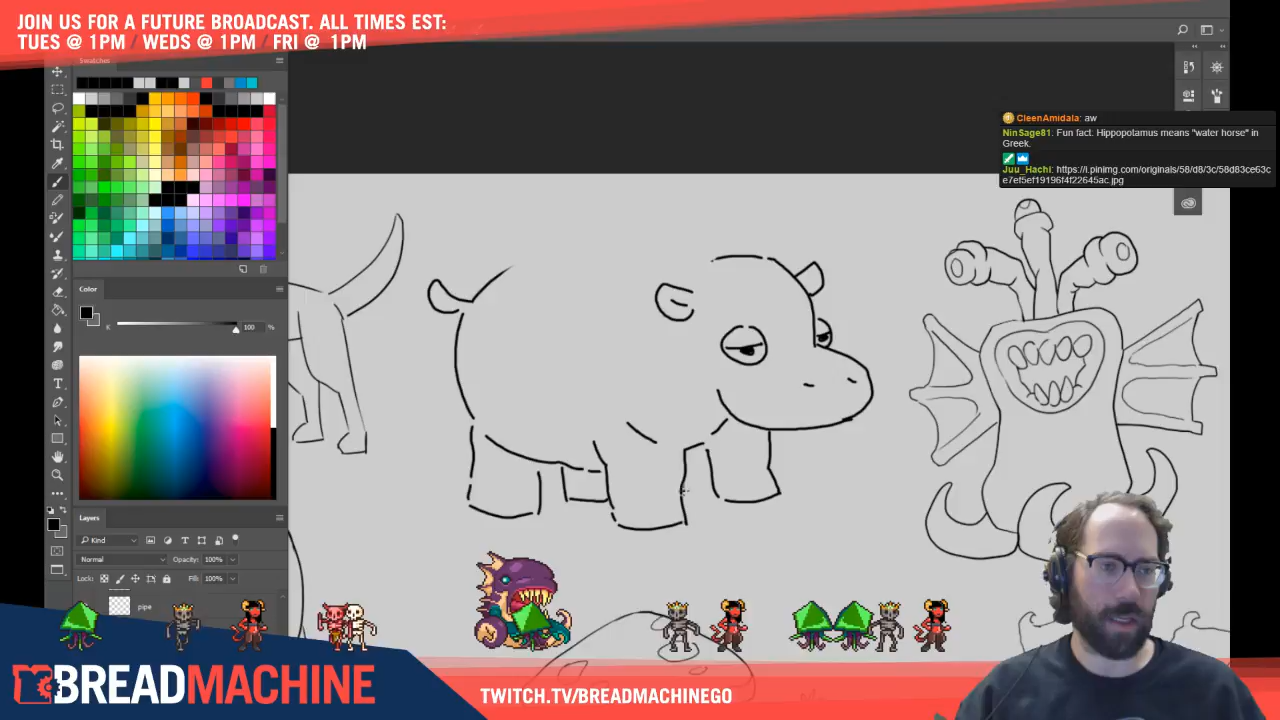 JOIN US FOR A FUTURE BROADCAST. ALL TIMES EST:
TUES @ 1PM / WEDS @ 1PM / FRI @ 1PM
Swatches
CleenAmidala: aw
NinSage81: Fun fact: Hippopotamus means "water horse" in
Greek.
Juu_Hachi: https://i.pinimg.com/originals/58/d8/3c/58d83ce63c
e7ef5ef19196f4f22645ac.jpg
Color
K 100 %
Layers
Kind
Normal Opacity: 100%
Lock: Fill: 100%
pipe
BREADMACHINE
TWITCH.TV/BREADMACHINEGO